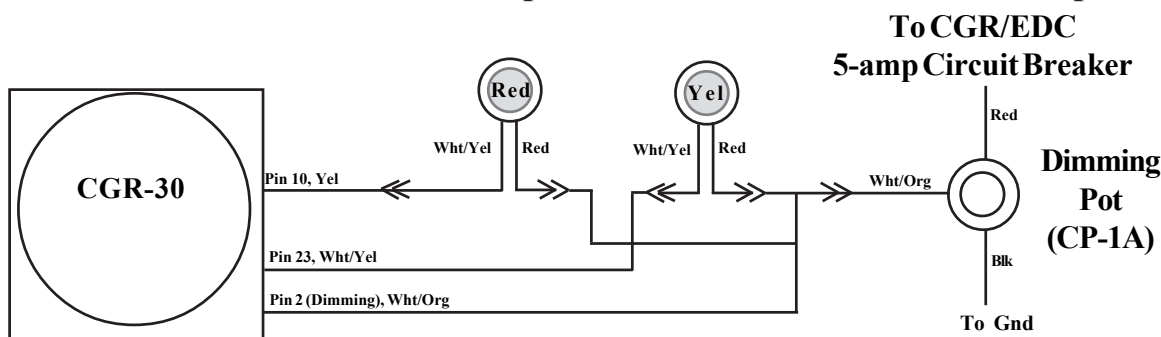 To CGR/EDC
5-amp Circuit Breaker
Red
Yel
Red
Wht/Yel
Red
Wht/Yel
Red
CGR-30
Pin 10, Yel
Wht/Org
Dimming
Pot
(CP-1A)
Pin 23, Wht/Yel
Blk
Pin 2 (Dimming), Wht/Org
To Gnd